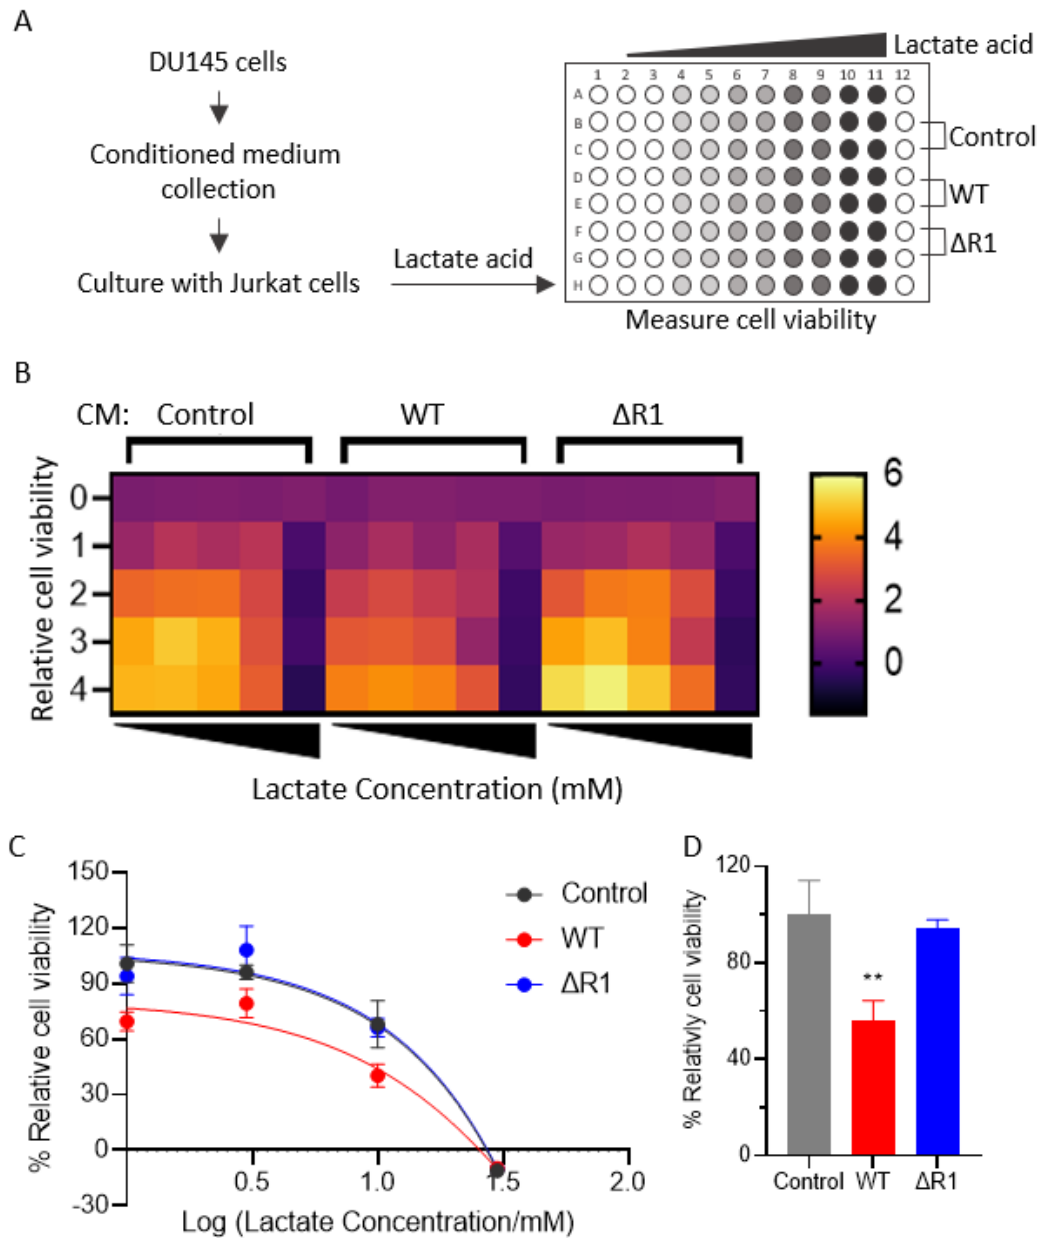 A
DU145 cells
Conditioned medium
collection
Culture with Jurkat cells
Lactate acid
Lactate acid
1 2 3 4 5 6 7 8 9 10 11 12
A
B
C
D
E
F
G
H
Control
WT
ΔR1
Measure cell viability
B
CM: Control WT ΔR1
Relative cell viability
0
1
2
3
4
6
4
2
0
Lactate Concentration (mM)
C
% Relative cell viability
150
120
90
60
30
0
-30
0.5 1.0 1.5 2.0
Log (Lactate Concentration/mM)
Control
WT
ΔR1
D
% Relativly cell viability
120
80
40
0
**
Control WT ΔR1